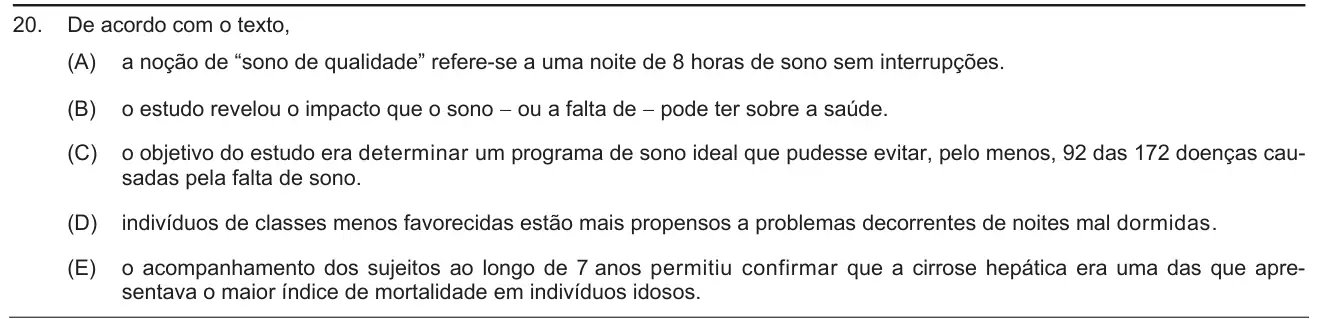 20. De acordo com o texto,
(A) a noção de “sono de qualidade” refere-se a uma noite de 8 horas de sono sem interrupções.
(B) o estudo revelou o impacto que o sono – ou a falta de – pode ter sobre a saúde.
(C) o objetivo do estudo era determinar um programa de sono ideal que pudesse evitar, pelo menos, 92 das 172 doenças cau-
sadas pela falta de sono.
(D) indivíduos de classes menos favorecidas estão mais propensos a problemas decorrentes de noites mal dormidas.
(E) o acompanhamento dos sujeitos ao longo de 7 anos permitiu confirmar que a cirrose hepática era uma das que apre-
sentava o maior índice de mortalidade em indivíduos idosos.